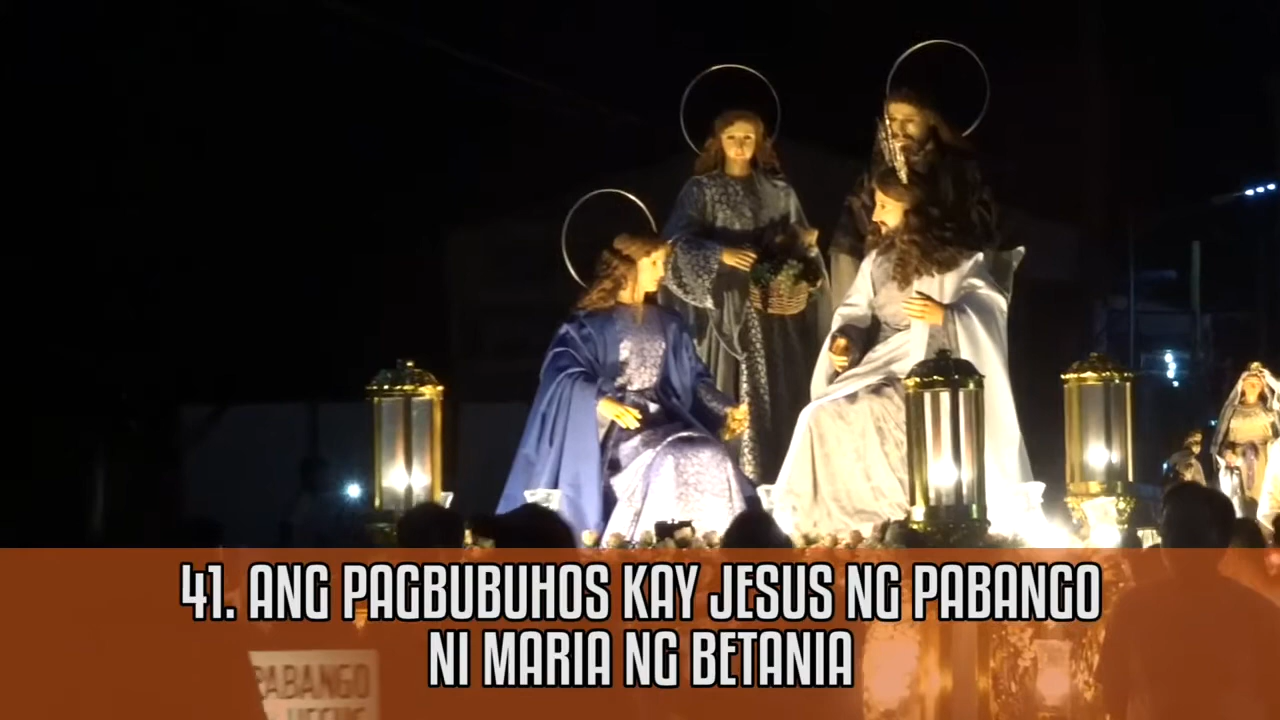 41. ANG PAGBUBUHOS KAY JESUS NG PABANGO
NI MARIA NG BETANIA
PABANGO